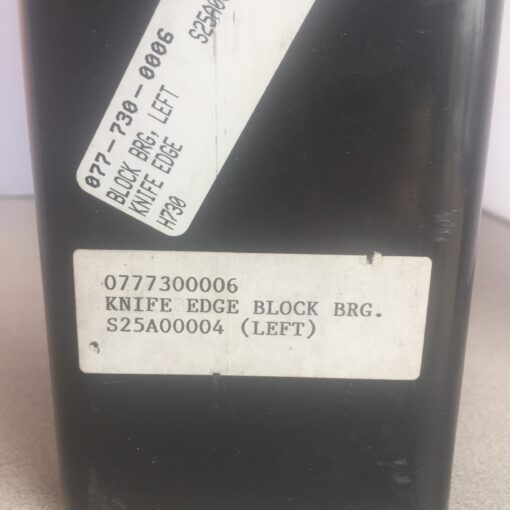 077-730-0006
BLOCK BRG, LEFT
KNIFE EDGE
H730
0777300006
KNIFE EDGE BLOCK BRG.
S25A00004 (LEFT)